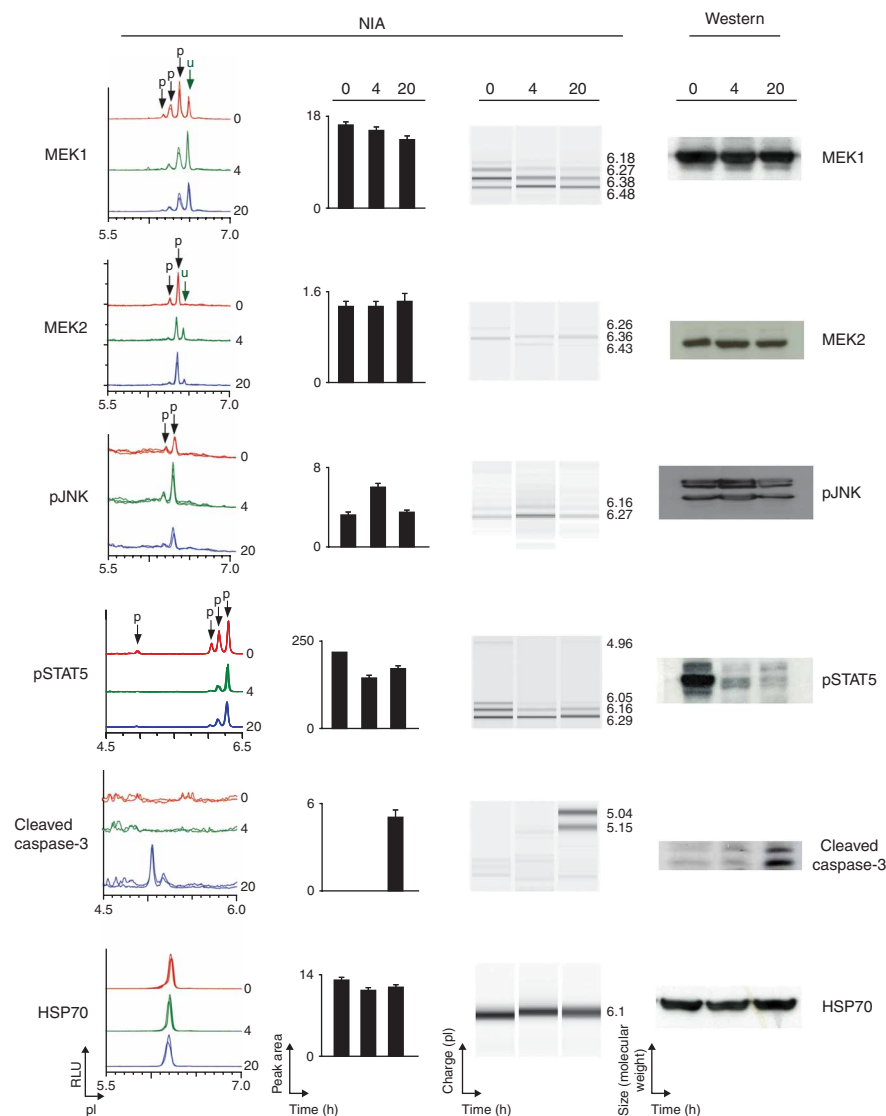 NIA
Western
p
p
p
u
0
4
20
5.5
7.0
MEK1
18
0
0
4
20
6.18
6.27
6.38
6.48
0
4
20
MEK1
p
p
u
0
4
20
5.5
7.0
MEK2
1.6
0
6.26
6.36
6.43
MEK2
p
p
0
4
20
5.5
7.0
pJNK
8
0
6.16
6.27
pJNK
p
p
p
p
0
4
20
4.5
6.5
pSTAT5
250
0
4.96
6.05
6.16
6.29
pSTAT5
0
4
20
4.5
6.0
Cleaved
caspase-3
6
0
5.04
5.15
Cleaved
caspase-3
0
4
20
5.5
7.0
HSP70
RLU
pI
14
0
Peak area
Time (h)
Charge (pI)
Time (h)
6.1
Size (molecular
weight)
Time (h)
HSP70